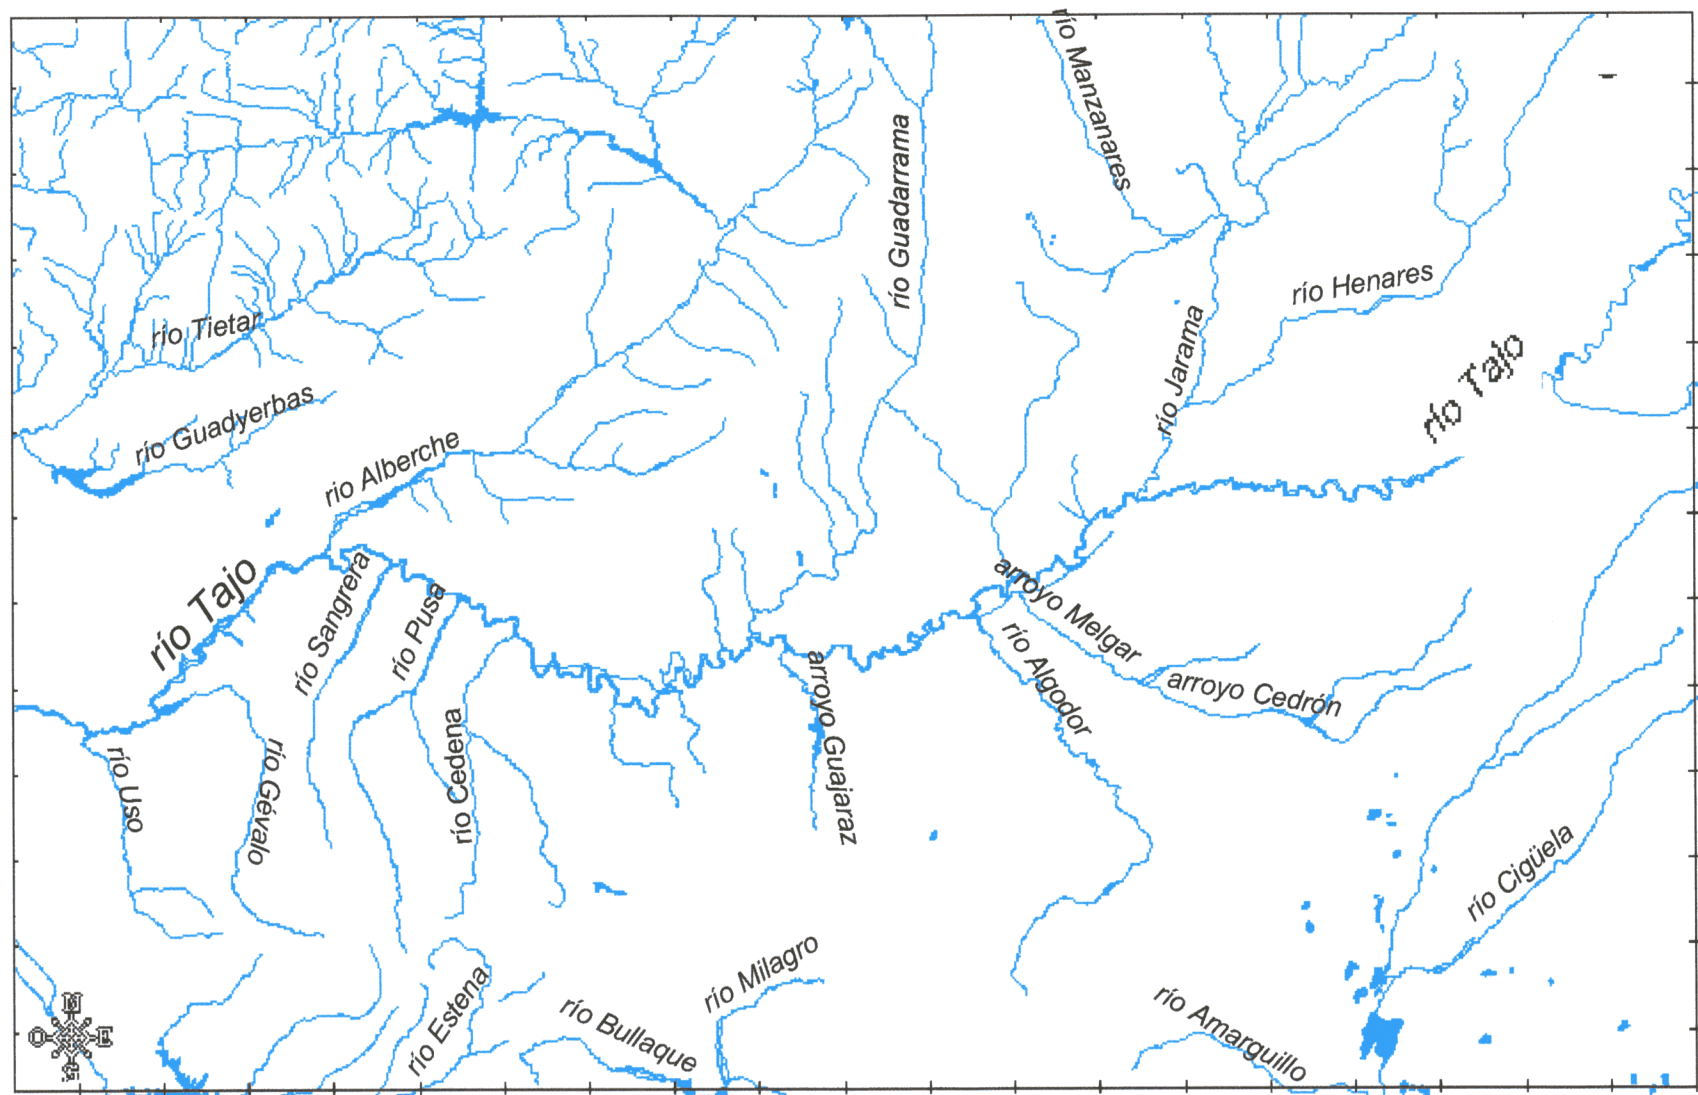 río Manzanares
río Guadarrama
río Henares
río Tietar
río Jarama
río Tajo
río Guadyerbas
río Alberche
río Tajo
río Sangrera
río Pusa
arroyo Melgar
río Algodor
arroyo Cedrón
arroyo Guajaraz
río Cedena
río Uso
río Gévalo
río Cigüela
río Milagro
río Estena
río Bullaque
río Amarguillo
O